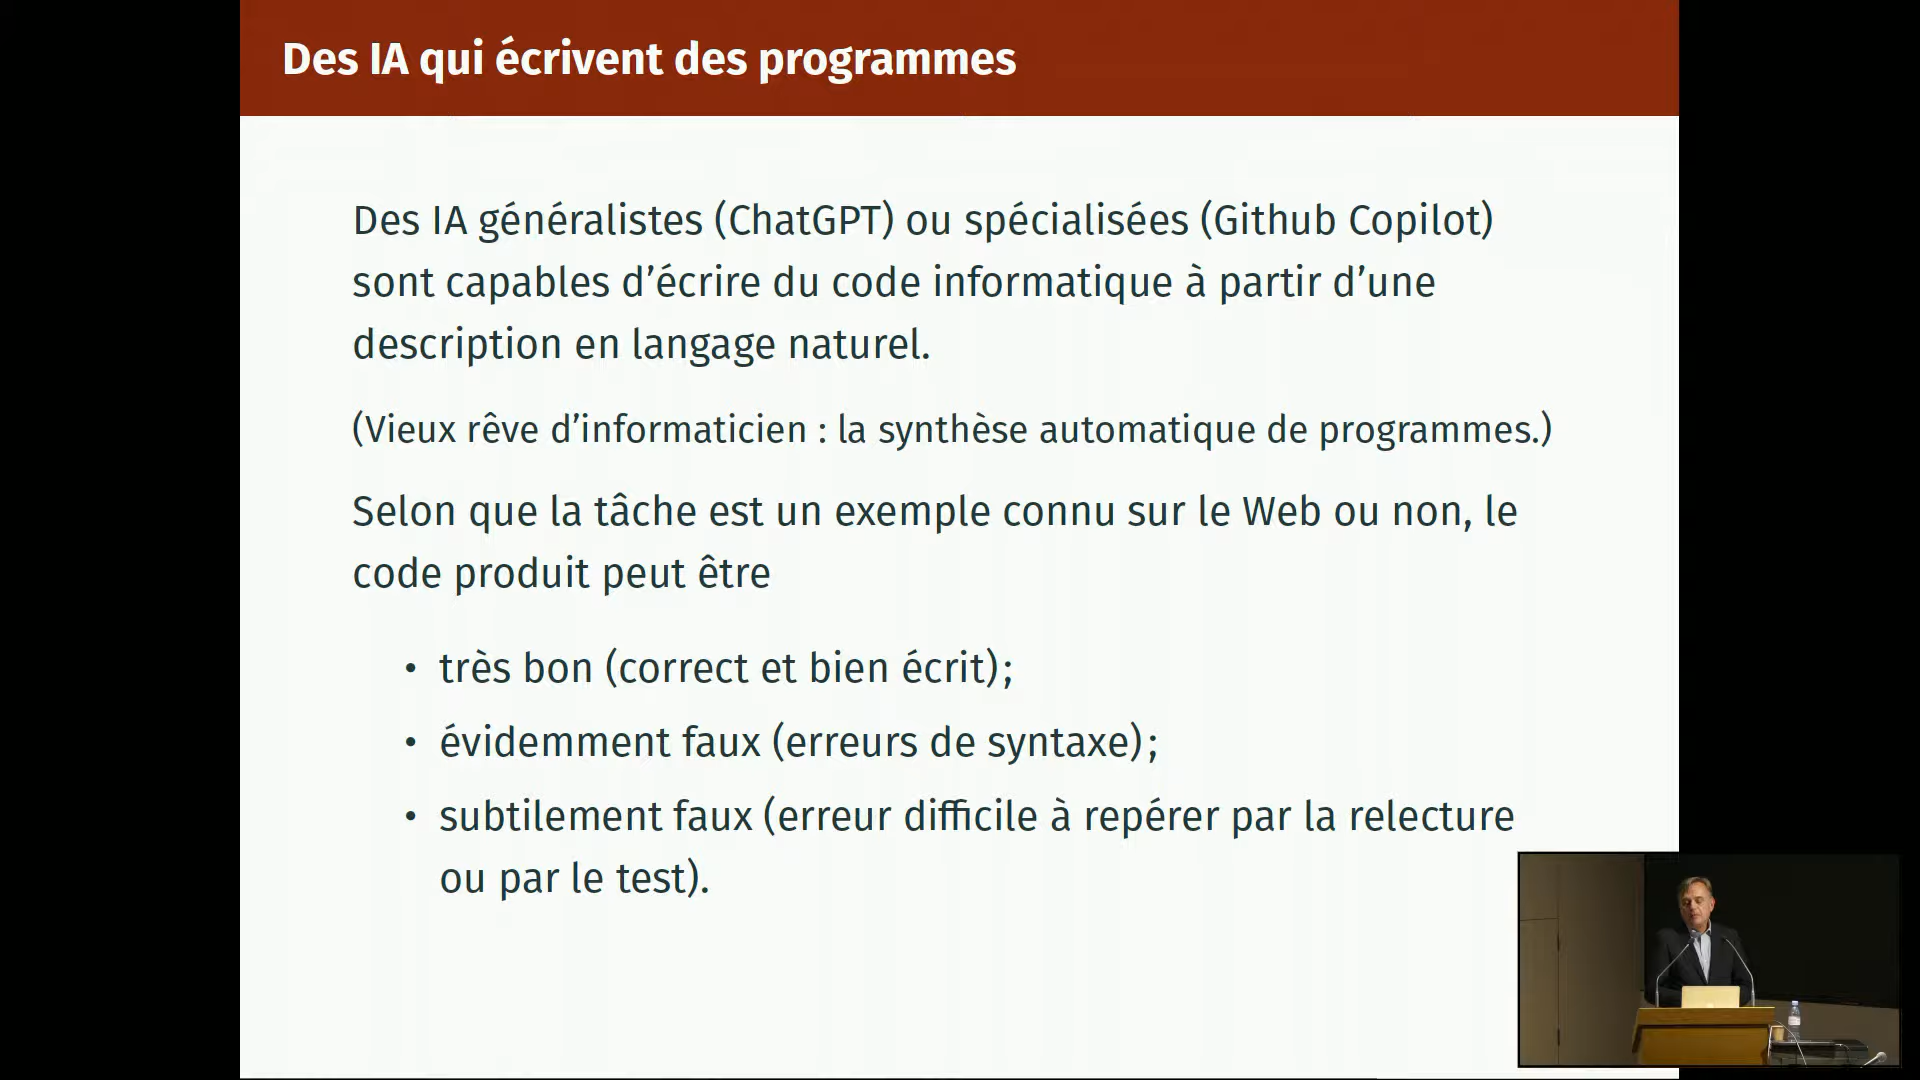 Des IA qui écrivent des programmes
Des IA généralistes (ChatGPT) ou spécialisées (Github Copilot)
sont capables d’écrire du code informatique à partir d’une
description en langage naturel.
(Vieux rêve d’informaticien : la synthèse automatique de programmes.)
Selon que la tâche est un exemple connu sur le Web ou non, le
code produit peut être
• très bon (correct et bien écrit) ;
• évidemment faux (erreurs de syntaxe) ;
• subtilement faux (erreur difficile à repérer par la relecture
ou par le test).